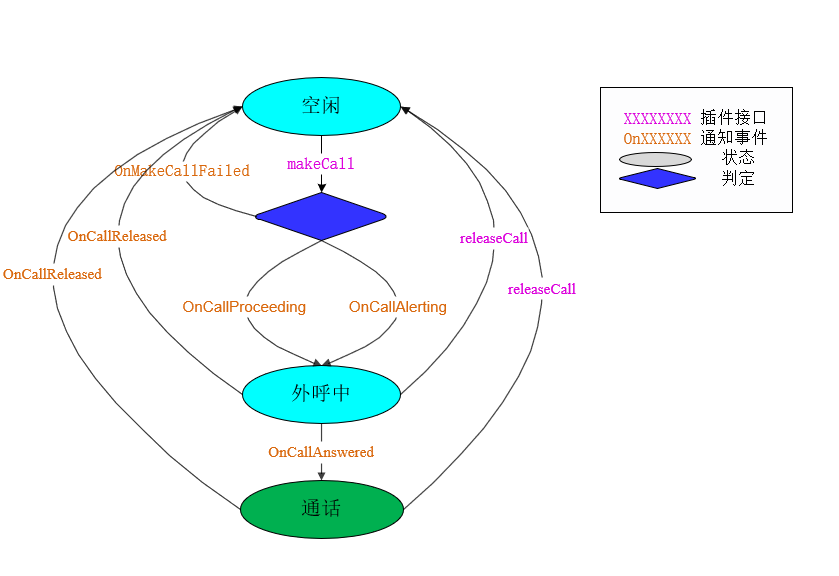 空闲
XXXXXXXX 插件接口
OnXXXXXX 通知事件
状态
判定
makeCall
OnMakeCallFailed
OnCallReleased
releaseCall
OnCallReleased
releaseCall
OnCallProceeding
OnCallAlerting
外呼中
OnCallAnswered
通话